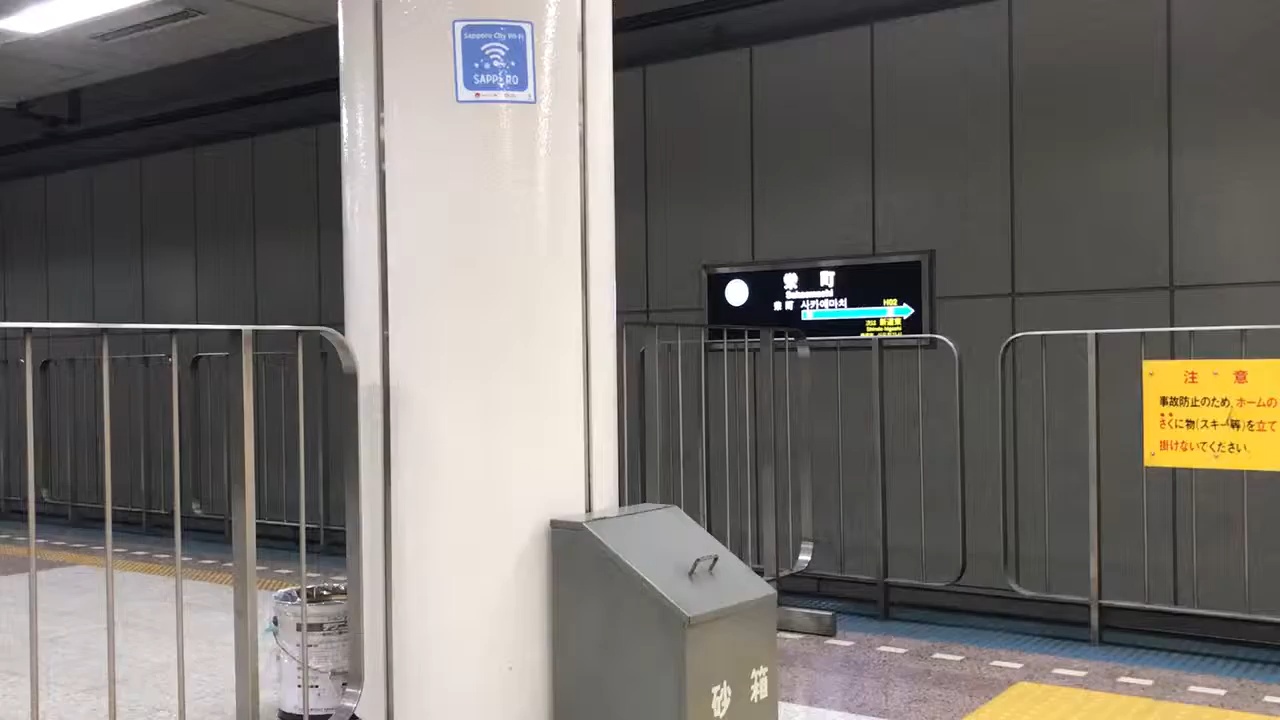 Sapporo City Wi-Fi
SAPPORO
栄町
Sakaemachi
栄町 사카에마치
H02
新道東
Shindo Higashi
注意
事故防止のため、ホームの
さくに物(スキー等)を立て
掛けないでください。
砂箱